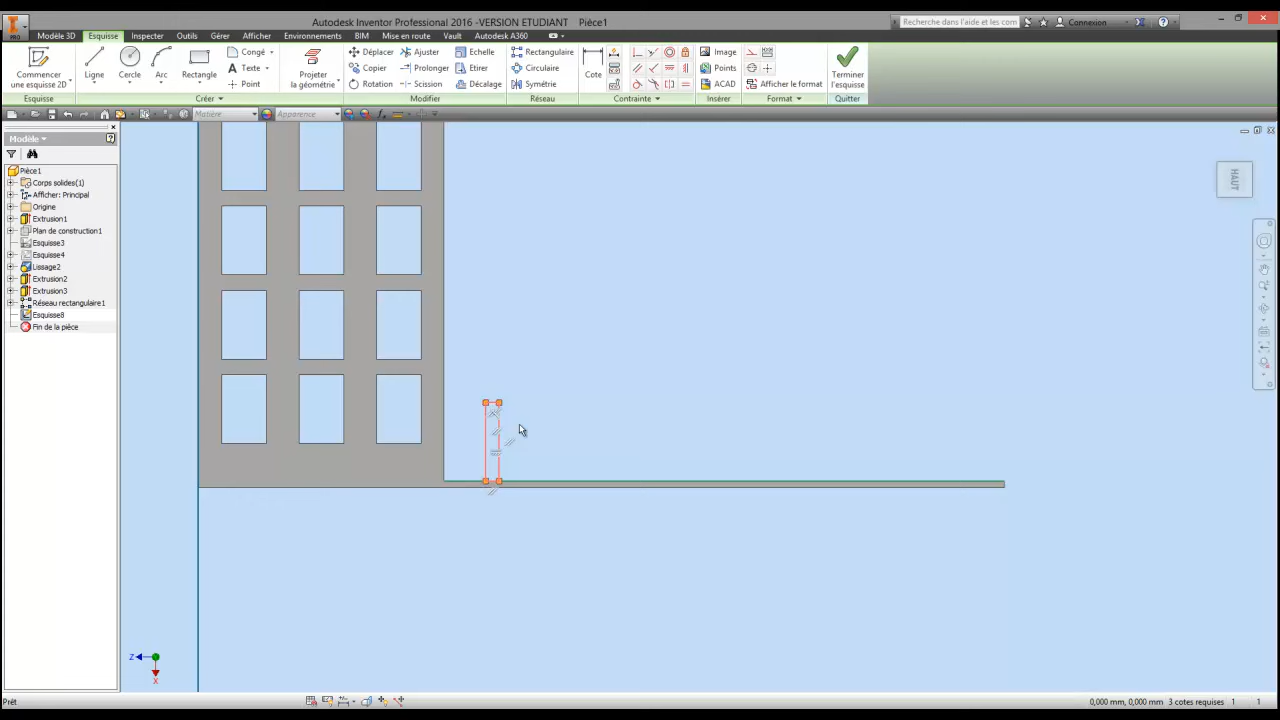 Autodesk Inventor Professional 2016 -VERSION ETUDIANT Pièce1
Recherche dans l'aide et les com
Connexion
PRO
Modèle 3D Esquisse Inspecter Outils Gérer Afficher Environnements BIM Mise en route Vault Autodesk A360
Commencer
une esquisse 2D
Ligne Cercle Arc Rectangle
Congé
Texte
Point
Projeter
la géométrie
Déplacer Ajuster Echelle
Copier Prolonger Etirer
Rotation Scission Décalage
Rectangulaire
Circulaire
Symétrie
Cote
Image
Points
ACAD
Afficher le format
Terminer
l'esquisse
Esquisse Créer Modifier Réseau Contrainte Insérer Format Quitter
Matière Apparence
Modèle
Pièce1
Corps solides(1)
Afficher: Principal
Origine
Extrusion1
Plan de construction1
Esquisse3
Esquisse4
Lissage2
Extrusion2
Extrusion3
Réseau rectangulaire1
Esquisse8
Fin de la pièce
HAUT
Z
X
Prêt
0,000 mm, 0,000 mm 3 cotes requises 1 1